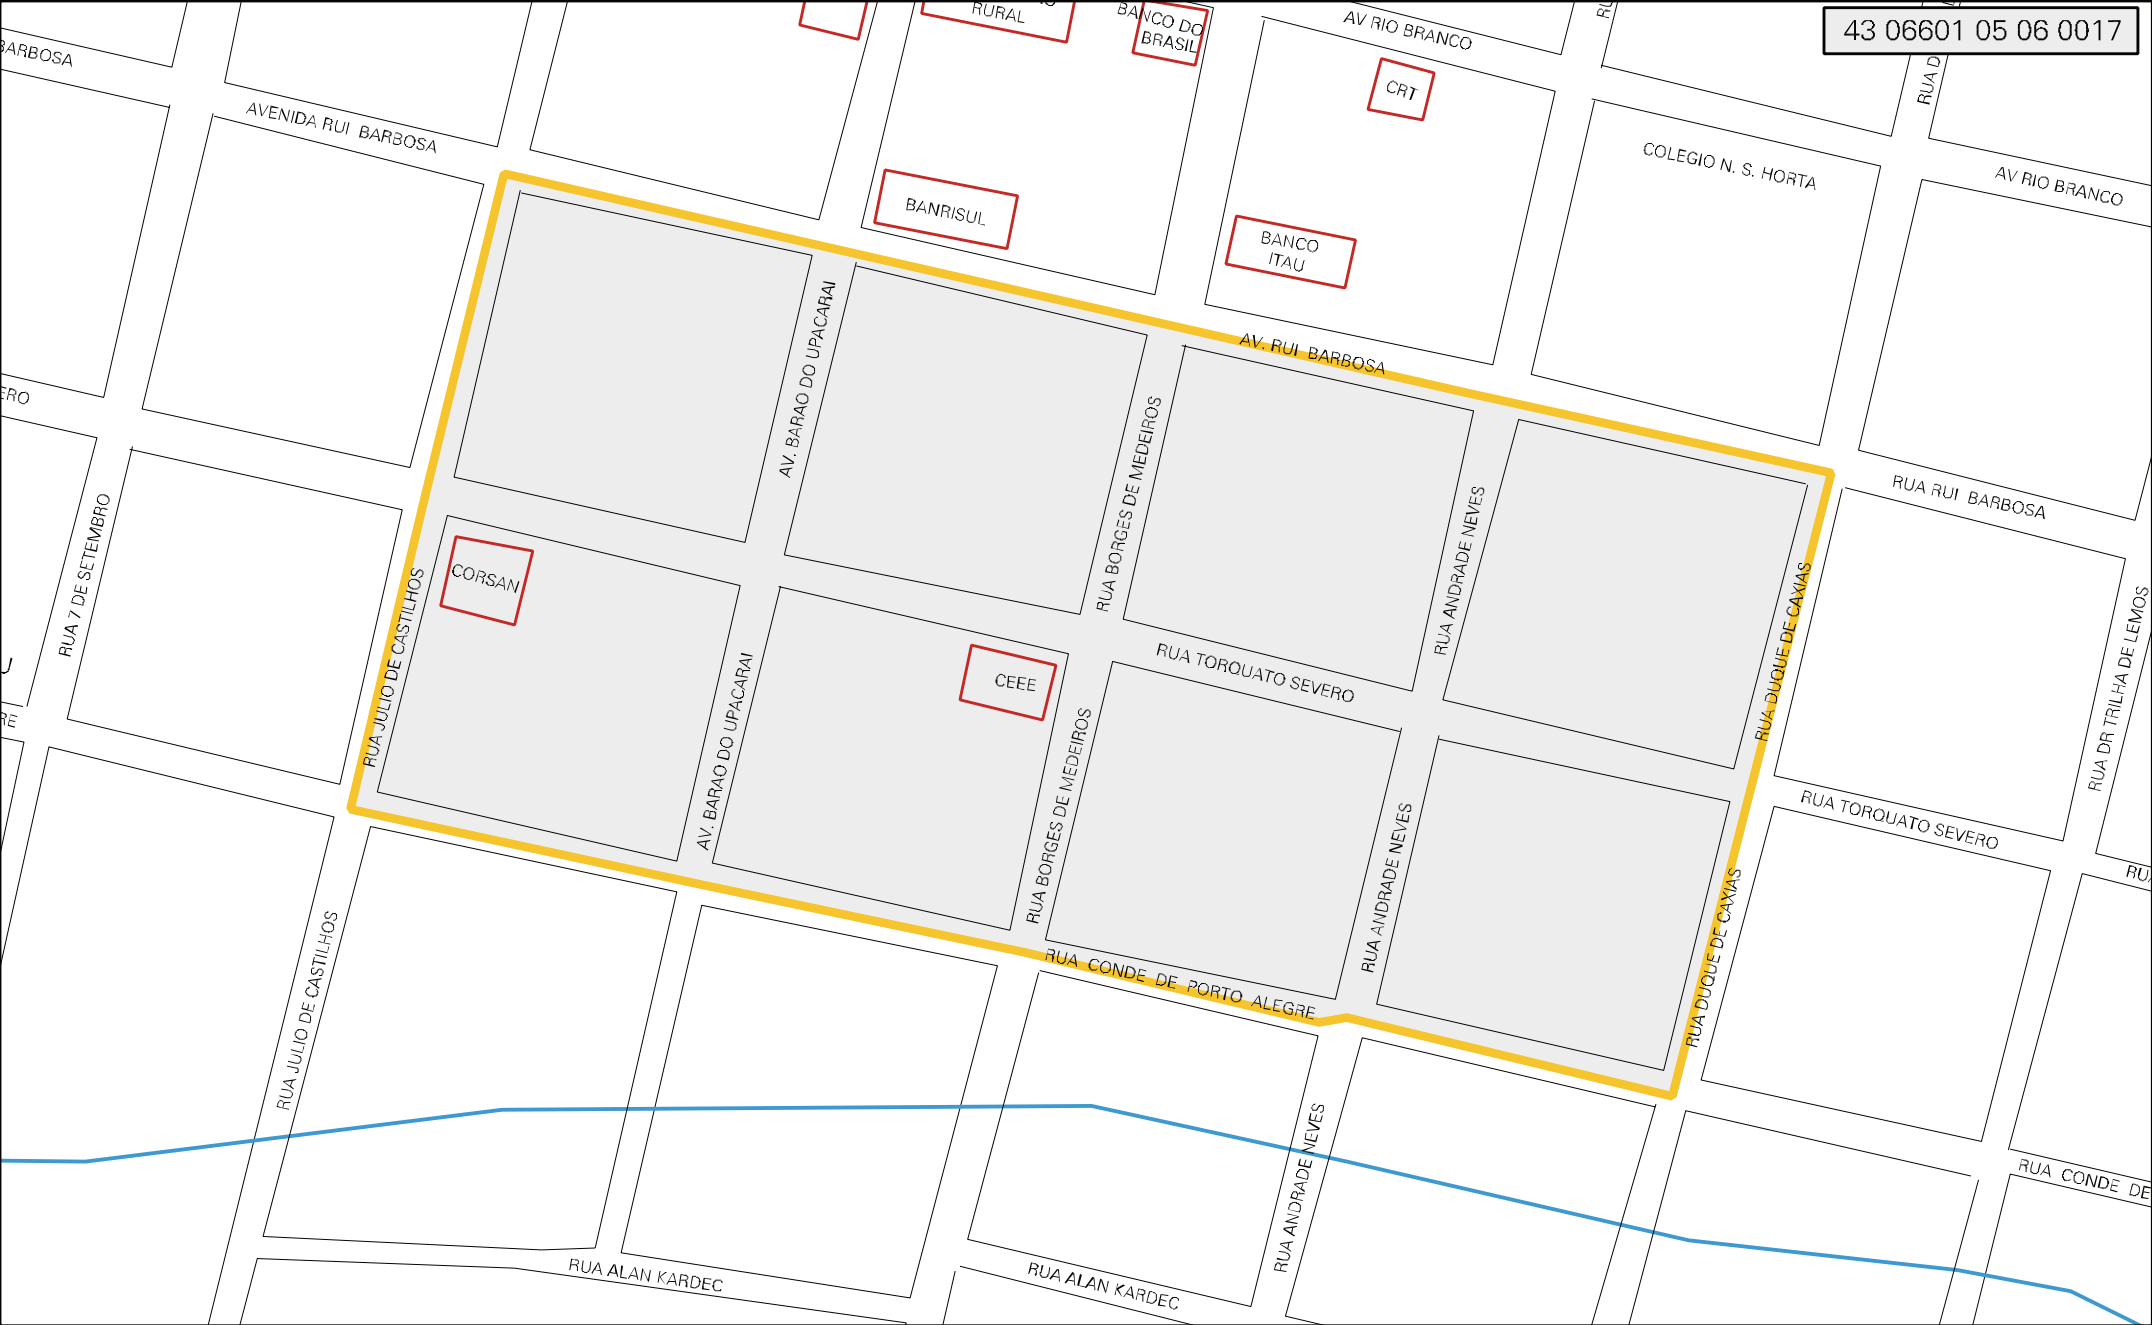 RURAL
BANCO DO
BRASIL
AV RIO BRANCO
43 06601 05 06 0017
BARBOSA
CRT
RUA D
AVENIDA RUI BARBOSA
COLEGIO N. S. HORTA
AV RIO BRANCO
BANRISUL
BANCO
ITAU
AV. BARAO DO UPACARAI
AV. RUI BARBOSA
ERO
RUA BORGES DE MEDEIROS
RUA RUI BARBOSA
RUA 7 DE SETEMBRO
RUA ANDRADE NEVES
CORSAN
RUA JULIO DE CASTILHOS
RUA DUQUE DE CAXIAS
RUA DR TRILHA DE LEMOS
CEEE
RUA TORQUATO SEVERO
AV. BARAO DO UPACARAI
RE
RUA BORGES DE MEDEIROS
RUA TORQUATO SEVERO
RUA ANDRADE NEVES
RUA
RUA DUQUE DE CAXIAS
RUA JULIO DE CASTILHOS
RUA CONDE DE PORTO ALEGRE
RUA ANDRADE NEVES
RUA CONDE DE
RUA ALAN KARDEC
RUA ALAN KARDEC